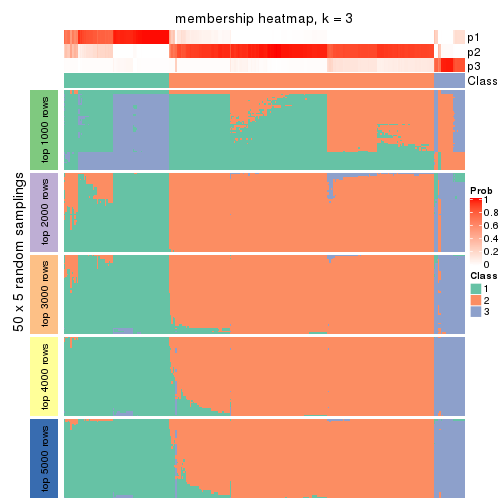 membership heatmap, k = 3
p1
p2
p3
Class
50 x 5 random samplings
top 1000 rows
top 2000 rows
top 3000 rows
top 4000 rows
top 5000 rows
Prob
1
0.8
0.6
0.4
0.2
0
Class
1
2
3